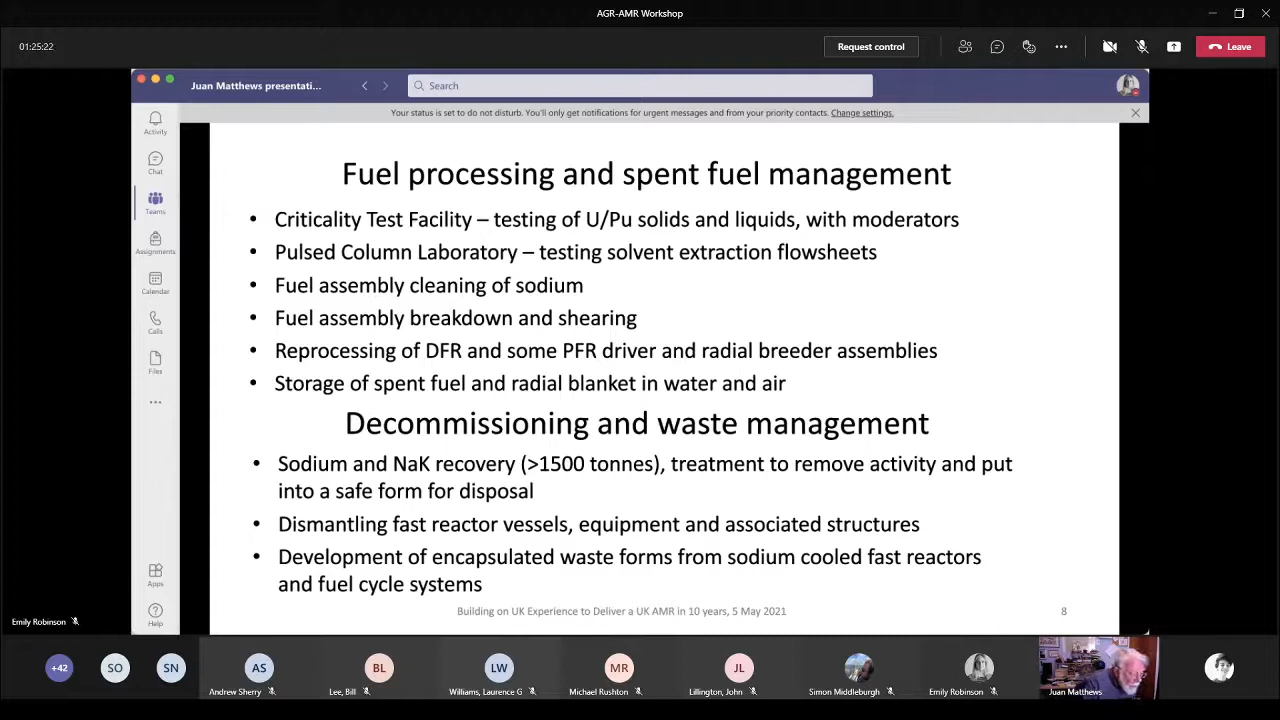 AGR-AMR Workshop
01:25:22
Request control
Leave
Juan Matthews presentati...
Search
Your status is set to do not disturb. You'll only get notifications for urgent messages and from your priority contacts. Change settings.
Activity
Chat
Teams
Assignments
Calendar
Calls
Files
Apps
Help
Fuel processing and spent fuel management
• Criticality Test Facility – testing of U/Pu solids and liquids, with moderators
• Pulsed Column Laboratory – testing solvent extraction flowsheets
• Fuel assembly cleaning of sodium
• Fuel assembly breakdown and shearing
• Reprocessing of DFR and some PFR driver and radial breeder assemblies
• Storage of spent fuel and radial blanket in water and air
Decommissioning and waste management
• Sodium and NaK recovery (>1500 tonnes), treatment to remove activity and put
into a safe form for disposal
• Dismantling fast reactor vessels, equipment and associated structures
• Development of encapsulated waste forms from sodium cooled fast reactors
and fuel cycle systems
Building on UK Experience to Deliver a UK AMR in 10 years, 5 May 2021
8
Emily Robinson
+42
SO
SN
AS
Andrew Sherry
BL
Lee, Bill
LW
Williams, Laurence G
MR
Michael Rushton
JL
Lillington, John
Simon Middleburgh
Emily Robinson
Juan Matthews